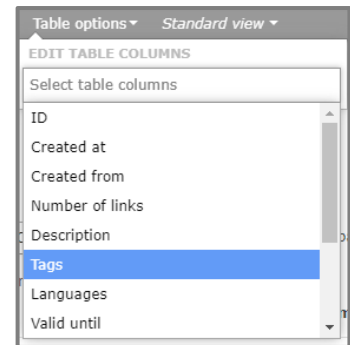 Table options Standard view
EDIT TABLE COLUMNS
Select table columns
ID
Created at
Created from
Number of links
Description
Tags
Languages
Valid until